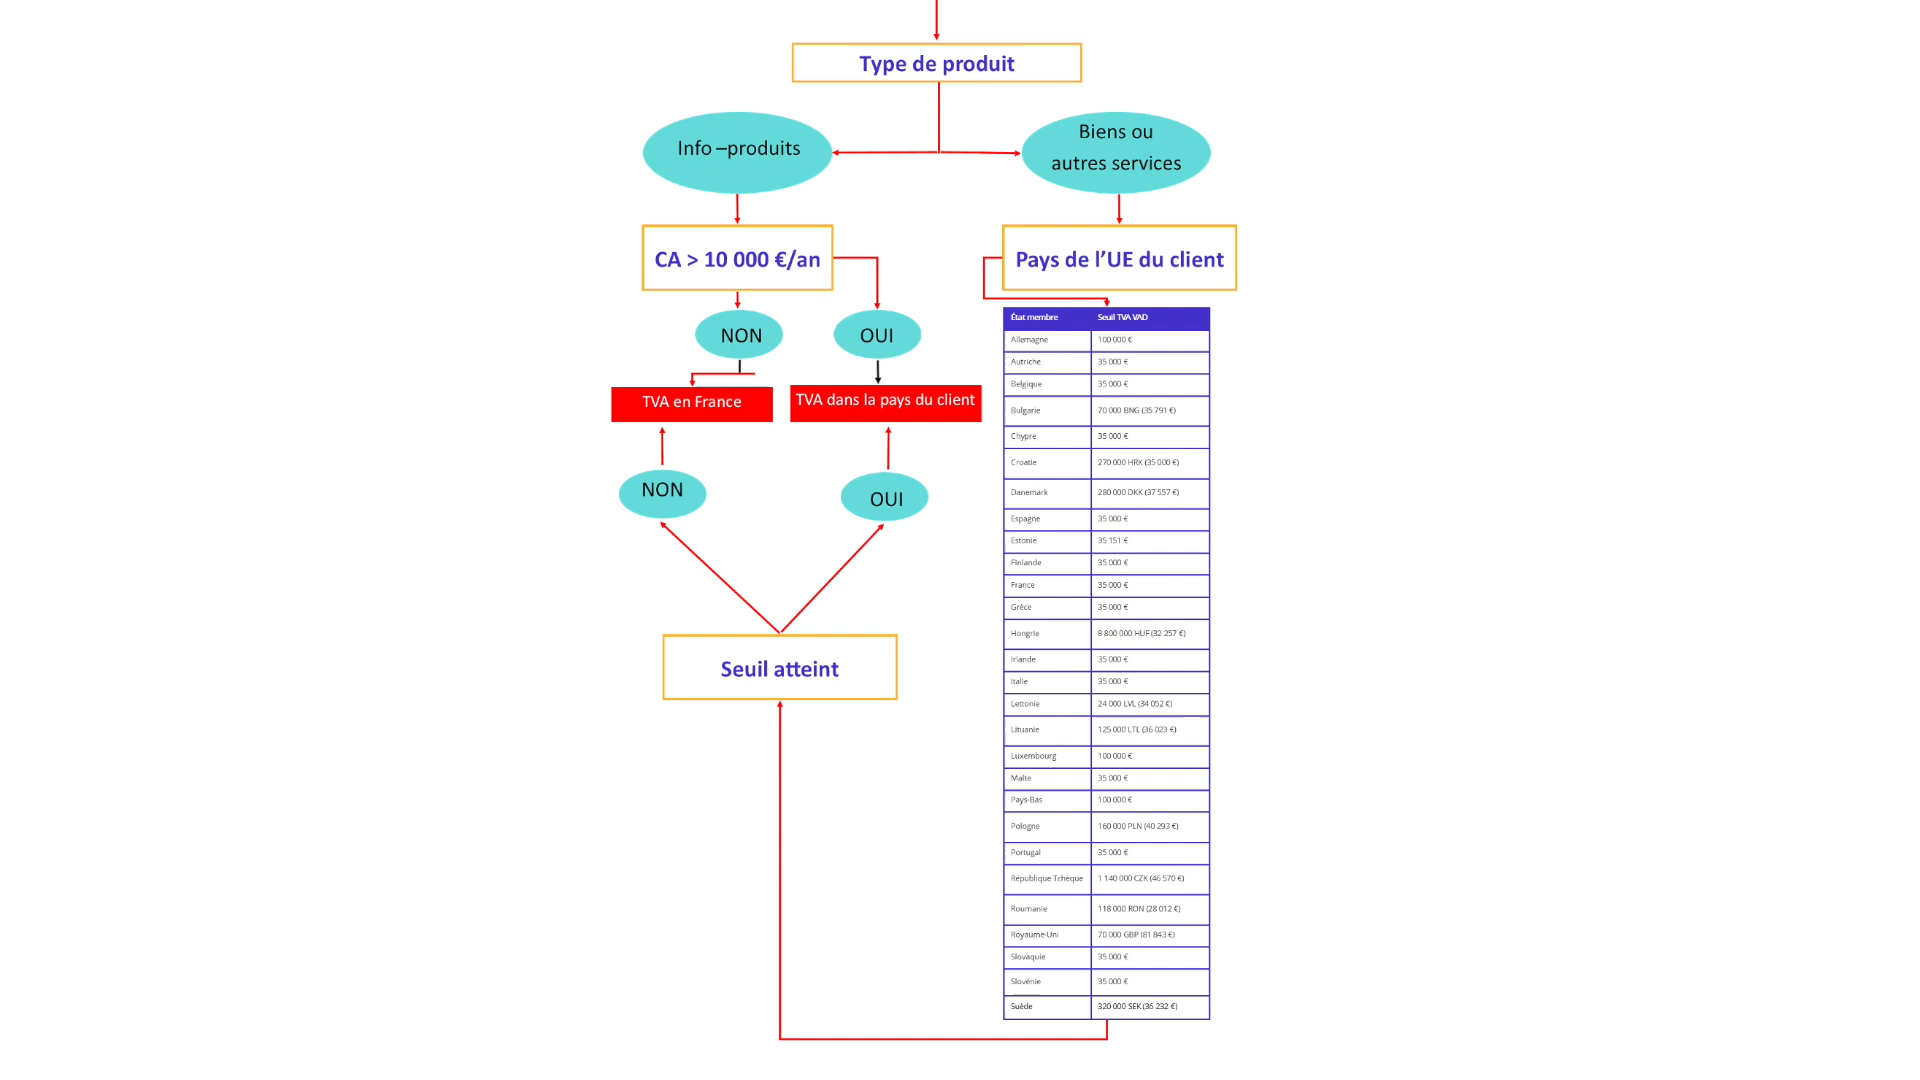 Type de produit
Info –produits
Biens ou
autres services
CA > 10 000 €/an
Pays de l’UE du client
NON
OUI
TVA en France
TVA dans la pays du client
NON
OUI
Seuil atteint
État membre Seuil TVA VAD
Allemagne 100 000 €
Autriche 35 000 €
Belgique 35 000 €
Bulgarie 70 000 BNG (35 791 €)
Chypre 35 000 €
Croatie 270 000 HRK (35 000 €)
Danemark 280 000 DKK (37 557 €)
Espagne 35 000 €
Estonie 35 151 €
Finlande 35 000 €
France 35 000 €
Grèce 35 000 €
Hongrie 8 800 000 HUF (32 257 €)
Irlande 35 000 €
Italie 35 000 €
Lettonie 24 000 LVL (34 052 €)
Lituanie 125 000 LTL (36 023 €)
Luxembourg 100 000 €
Malte 35 000 €
Pays-Bas 100 000 €
Pologne 160 000 PLN (40 293 €)
Portugal 35 000 €
République Tchèque 1 140 000 CZK (46 570 €)
Roumanie 118 000 RON (28 012 €)
Royaume-Uni 70 000 GBP (81 843 €)
Slovaquie 35 000 €
Slovénie 35 000 €
Suède 320 000 SEK (36 232 €)